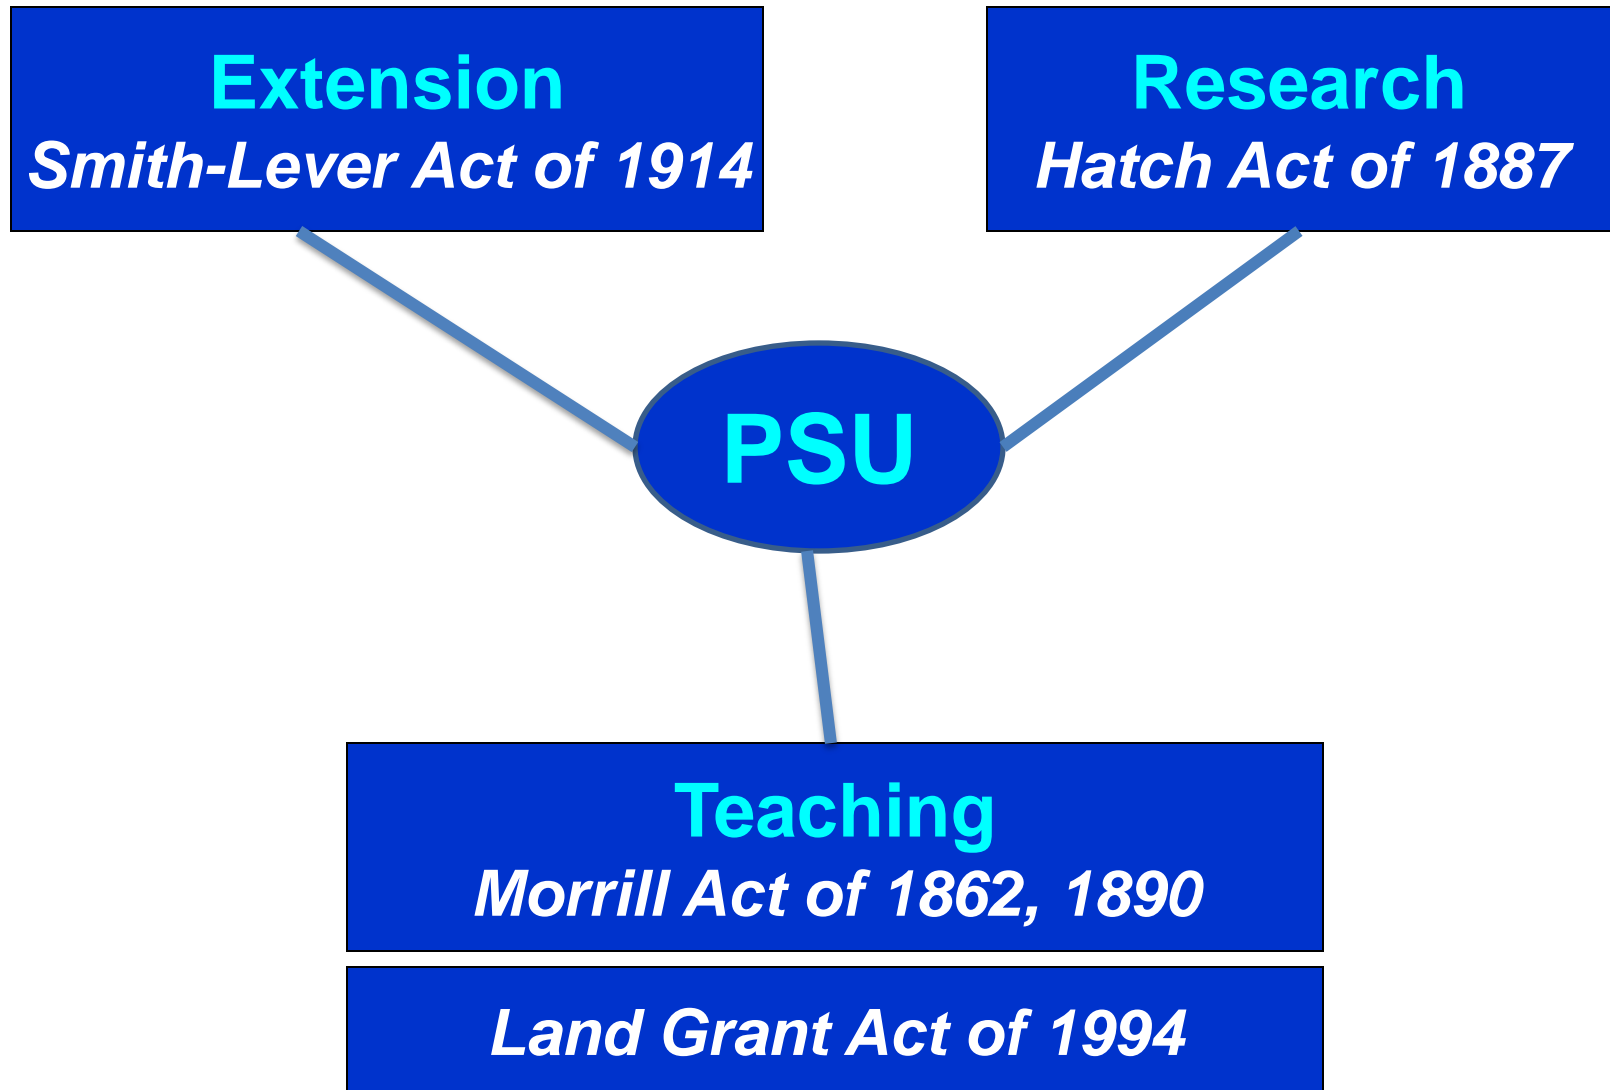 Extension
Smith-Lever Act of 1914
Research
Hatch Act of 1887
PSU
Teaching
Morrill Act of 1862, 1890
Land Grant Act of 1994